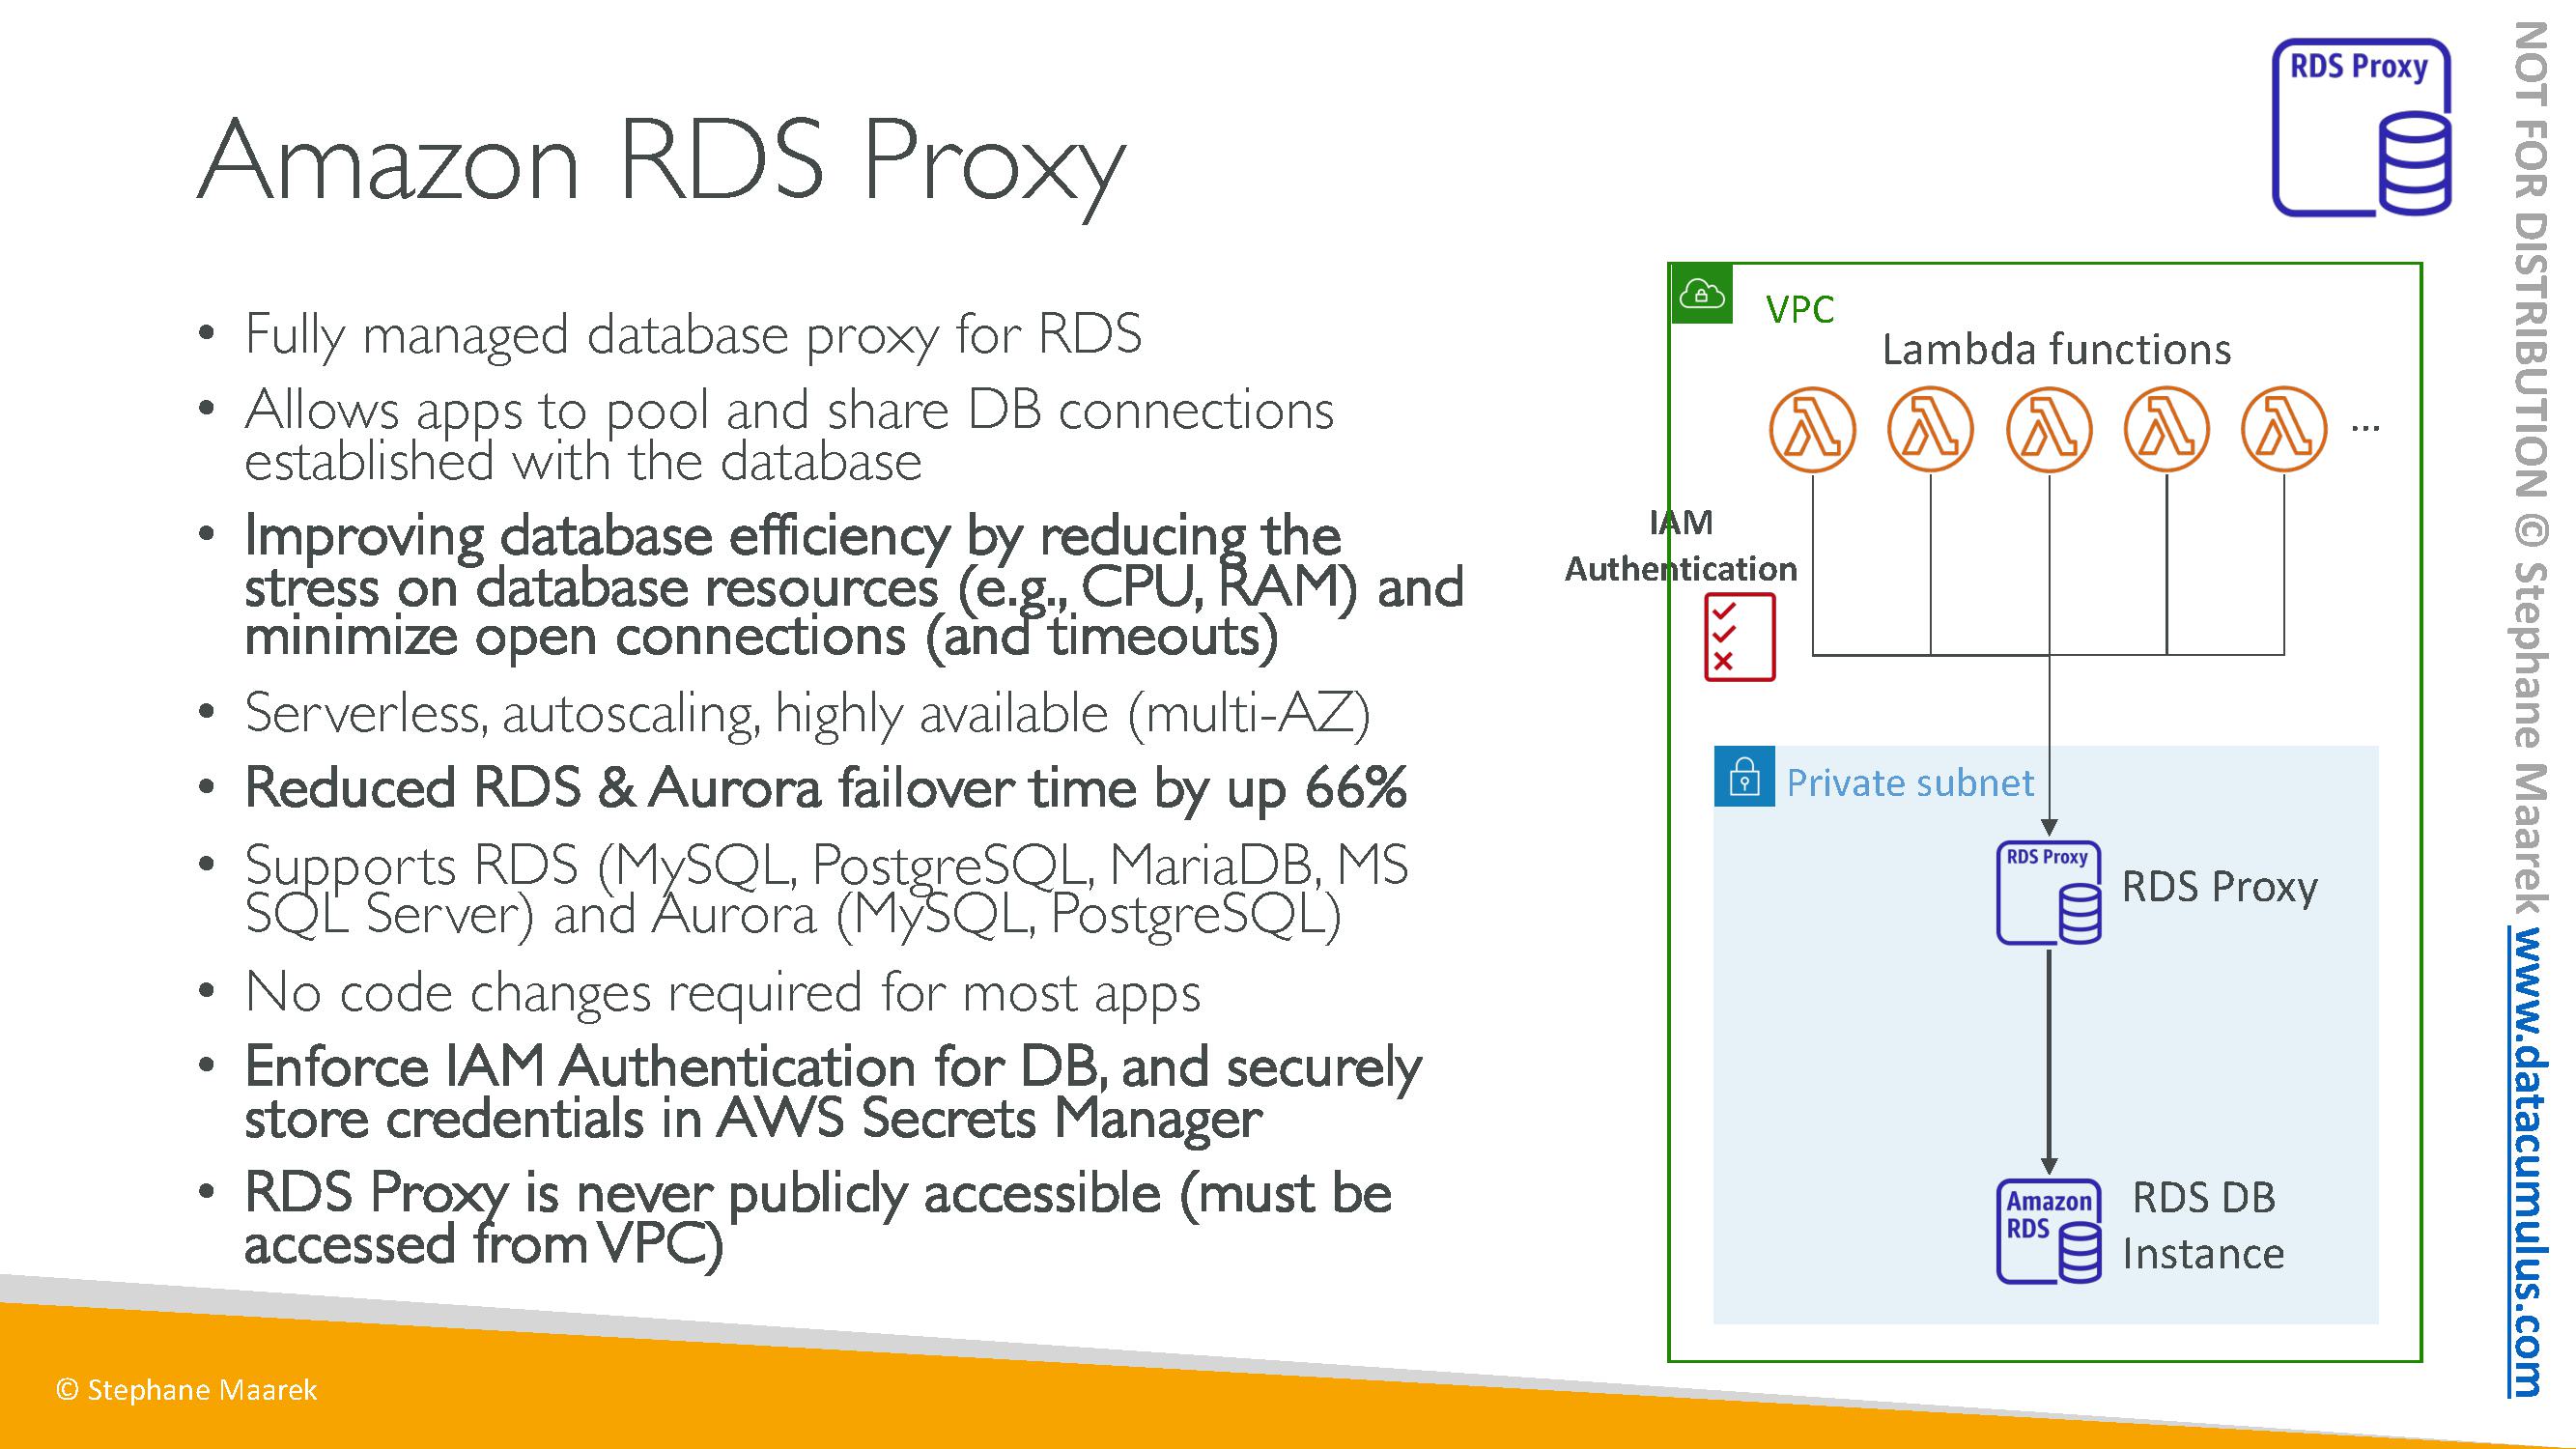 Amazon RDS Proxy
RDS Proxy
• Fully managed database proxy for RDS
• Allows apps to pool and share DB connections
established with the database
• Improving database efficiency by reducing the
stress on database resources (e.g., CPU, RAM) and
minimize open connections (and timeouts)
• Serverless, autoscaling, highly available (multi-AZ)
• Reduced RDS & Aurora failover time by up 66%
• Supports RDS (MySQL, PostgreSQL, MariaDB, MS
SQL Server) and Aurora (MySQL, PostgreSQL)
• No code changes required for most apps
• Enforce IAM Authentication for DB, and securely
store credentials in AWS Secrets Manager
• RDS Proxy is never publicly accessible (must be
accessed from VPC)
VPC
Lambda functions
...
IAM
Authentication
Private subnet
RDS Proxy
RDS Proxy
Amazon
RDS
RDS DB
Instance
© Stephane Maarek
NOT FOR DISTRIBUTION © Stephane Maarek www.datacumulus.com